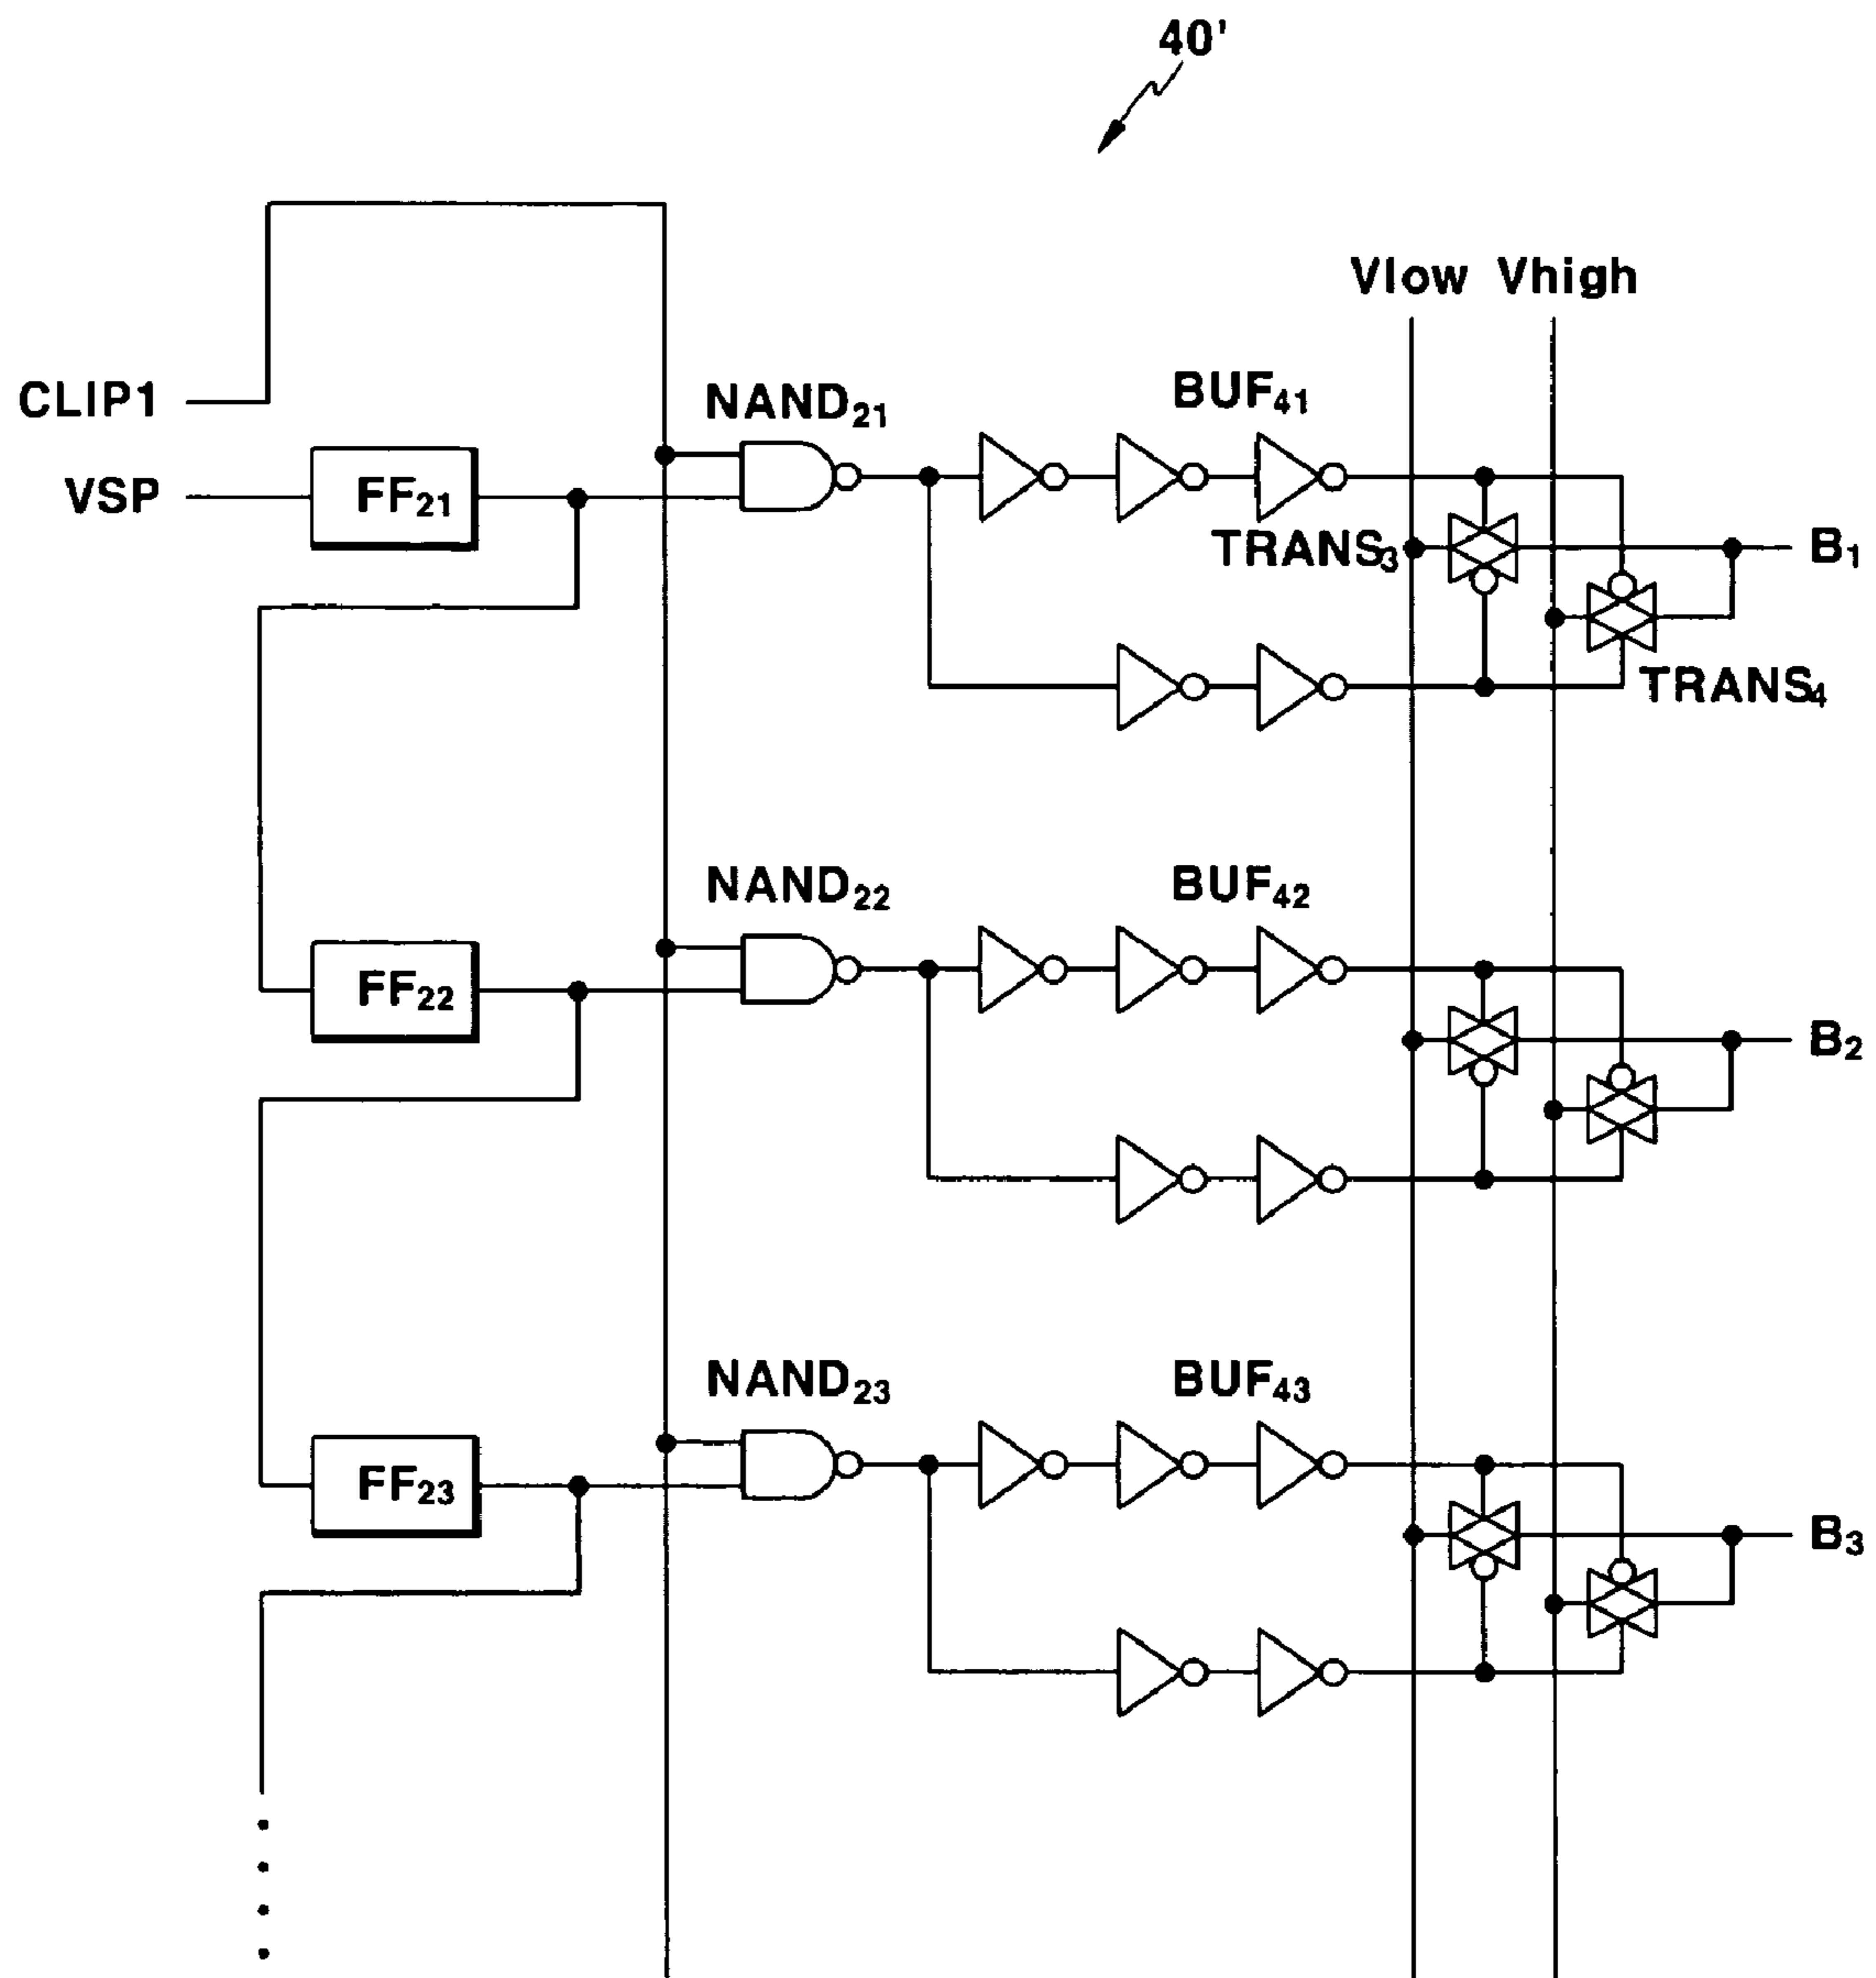 40'
Vlow Vhigh
CLIP1
NAND21
BUF41
VSP
FF21
TRANS3
B1
TRANS4
NAND22
BUF42
FF22
B2
NAND23
BUF43
FF23
B3